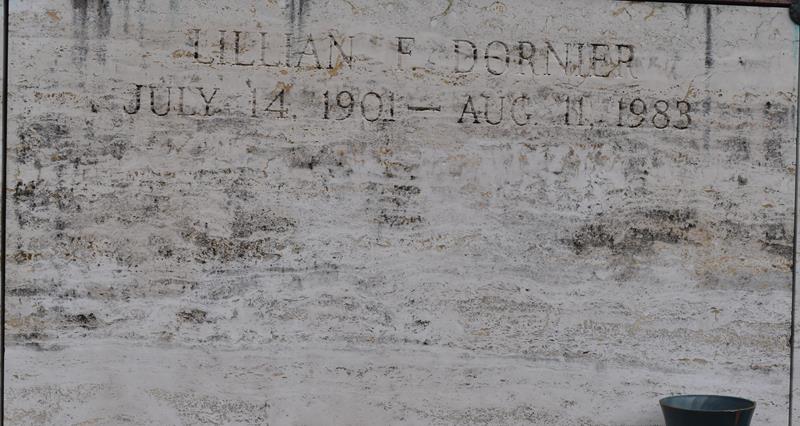 LILLIAN F. DORNIER
JULY 14, 1901 — AUG. 11, 1983